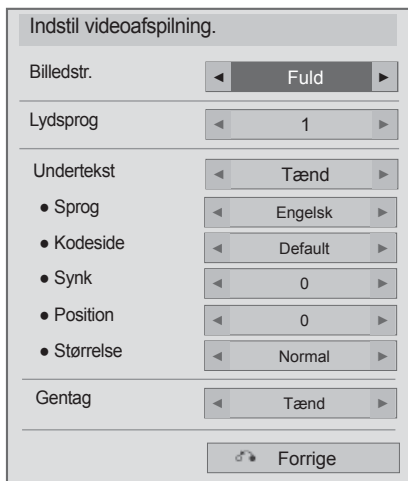 Indstil videoafspilning.
Billedstr. ◄ Fuld ►
Lydsprog ◄ 1 ►
Undertekst ◄ Tænd ►
● Sprog ◄ Engelsk ►
● Kodeside ◄ Default ►
● Synk ◄ 0 ►
● Position ◄ 0 ►
● Størrelse ◄ Normal ►
Gentag ◄ Tænd ►
Forrige